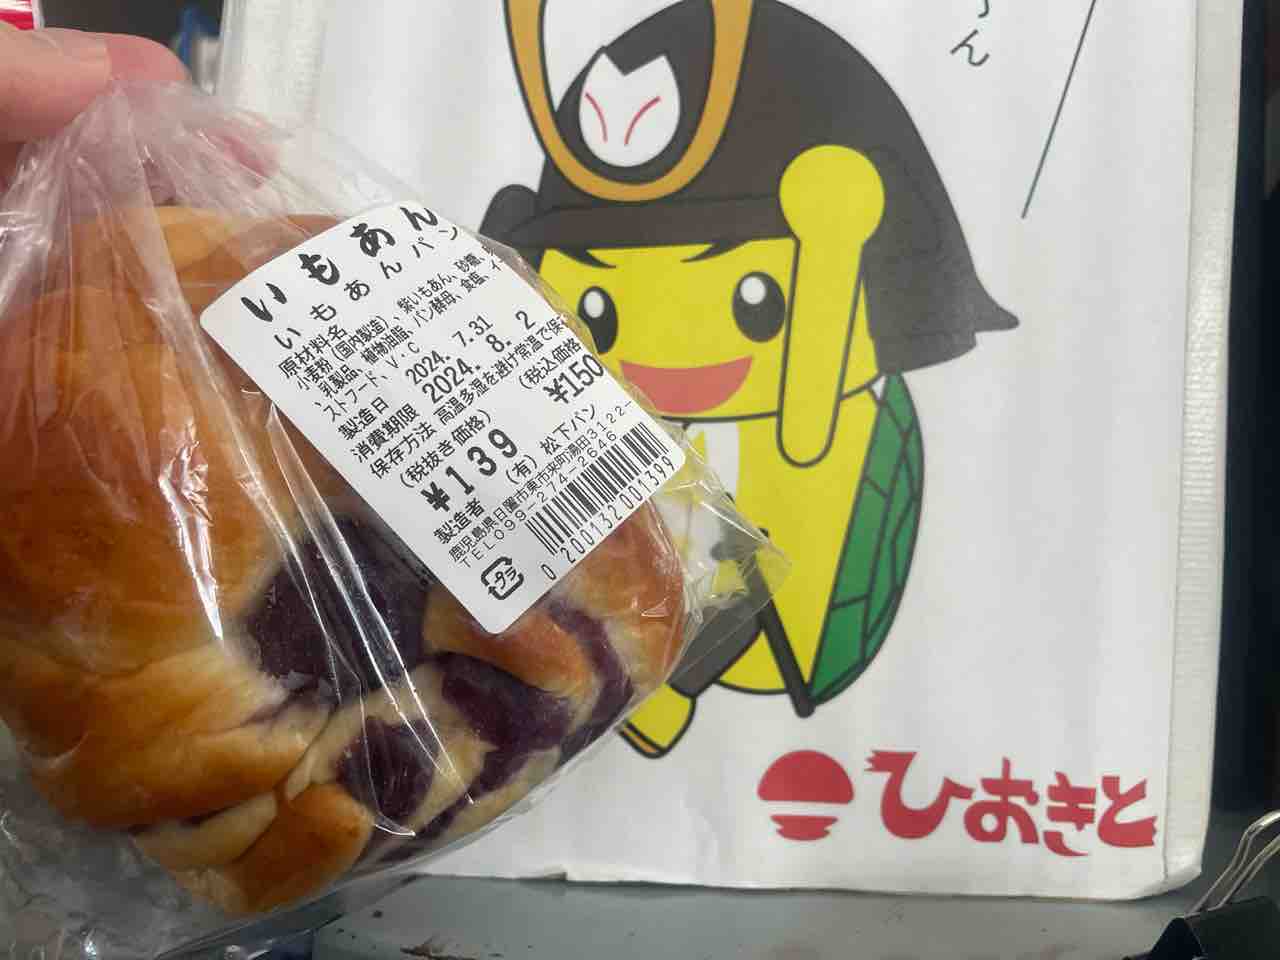 いもあん
いもあんパン
原材料名
小麦粉(国内製造)、紫いもあん、砂糖、
乳製品、植物油脂、パン酵母、食塩、イ
ーストフード、V・C
製造日 2024. 7.31
消費期限 2024. 8. 2
保存方法 高温多湿を避け常温で保存
(税抜き価格) (税込価格
¥139 ¥150
製造者 (有) 松下パン
鹿児島県日置市東市来町湯田3122-
TEL099-274-2646
プラ
0 200132 001399
ん
ひおきと